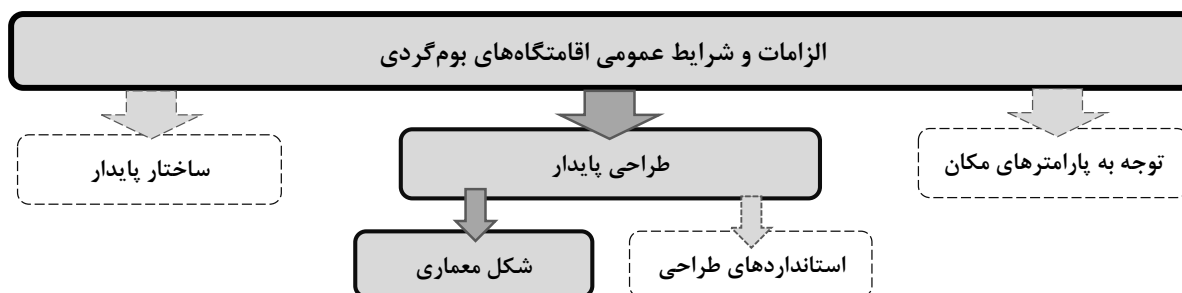 الزامات و شرایط عمومی اقامتگاه‌های بوم‌گردی
توجه به پارامترهای مکان
طراحی پایدار
ساختار پایدار
استانداردهای طراحی
شکل معماری